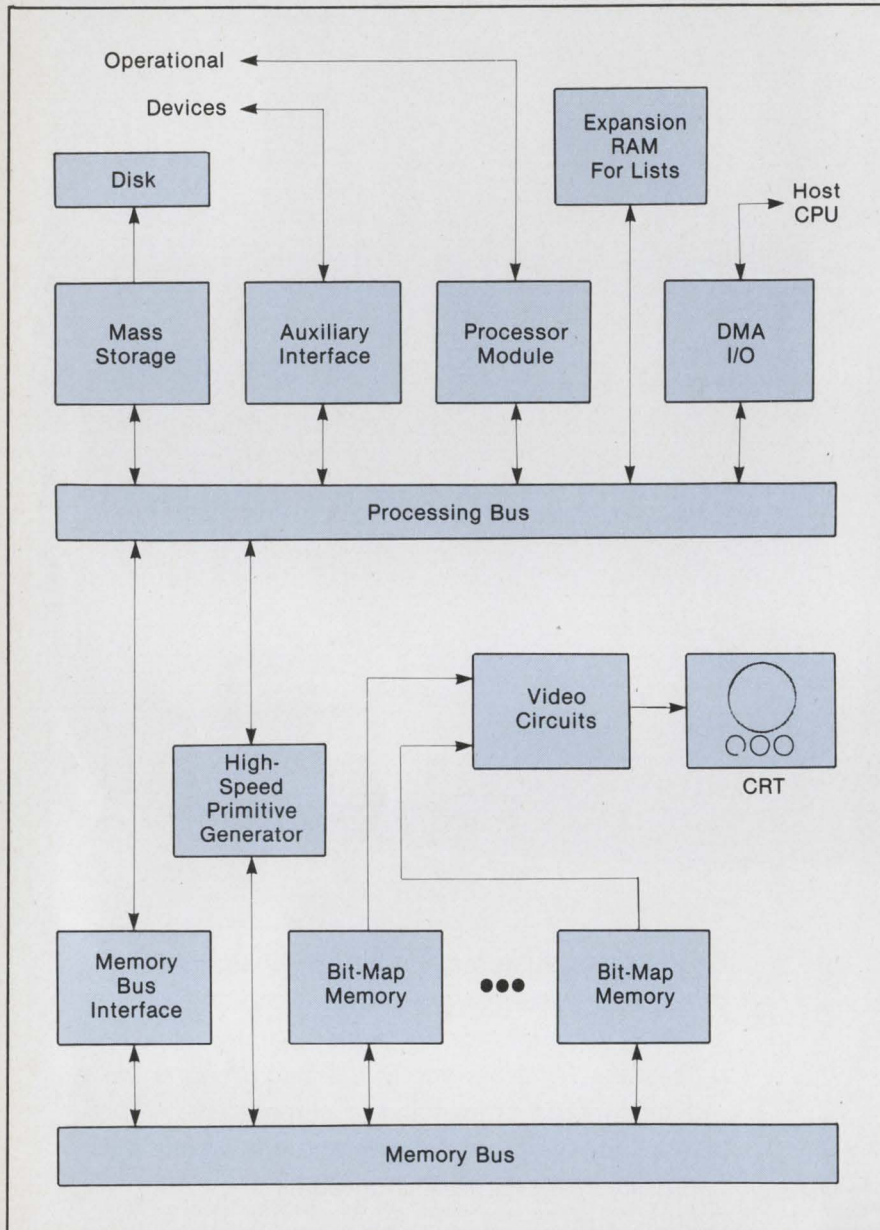 Operational
Devices
Expansion
RAM
For Lists
Disk
Host
CPU
Mass
Storage
Auxiliary
Interface
Processor
Module
DMA
I/O
Processing Bus
Video
Circuits
CRT
High-
Speed
Primitive
Generator
Memory
Bus
Interface
Bit-Map
Memory
Bit-Map
Memory
Memory Bus